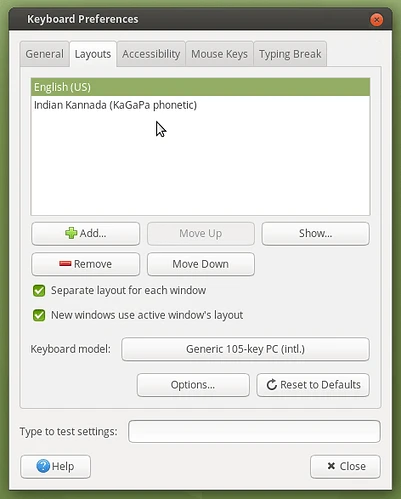 Keyboard Preferences
General Layouts Accessibility Mouse Keys Typing Break
English (US)
Indian Kannada (KaGaPa phonetic)
Add... Move Up Show...
Remove Move Down
Separate layout for each window
New windows use active window's layout
Keyboard model: Generic 105-key PC (intl.)
Options... Reset to Defaults
Type to test settings:
Help Close